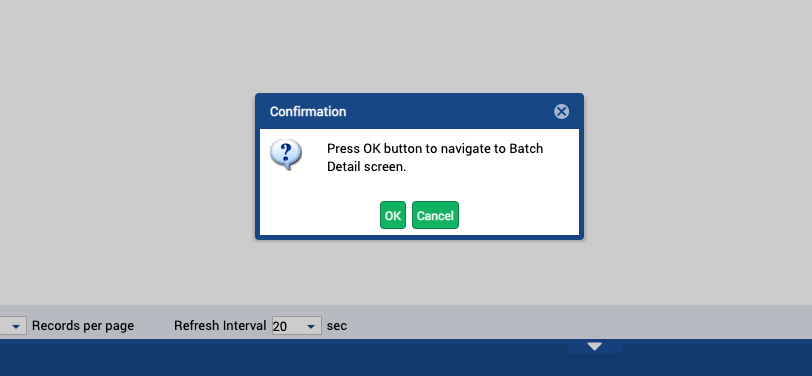 Confirmation
?
Press OK button to navigate to Batch
Detail screen.
OK Cancel
Records per page Refresh Interval 20 sec